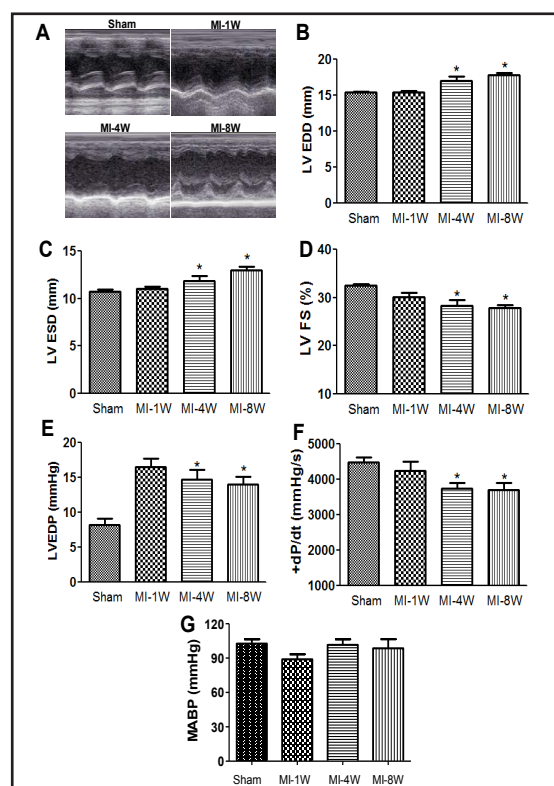 A
Sham
MI-1W
MI-4W
MI-8W
B
LV EDD (mm)
20
15
10
5
0
*
*
Sham
MI-1W
MI-4W
MI-8W
C
LV ESD (mm)
15
10
5
0
*
*
Sham
MI-1W
MI-4W
MI-8W
D
LV FS (%)
40
30
20
10
*
*
Sham
MI-1W
MI-4W
MI-8W
E
LVEDP (mmHg)
20
15
10
5
0
*
*
Sham
MI-1W
MI-4W
MI-8W
F
+dP/dt (mmHg/s)
5000
4000
3000
2000
1000
*
*
Sham
MI-1W
MI-4W
MI-8W
G
MABP (mmHg)
120
90
60
30
0
Sham
MI-1W
MI-4W
MI-8W